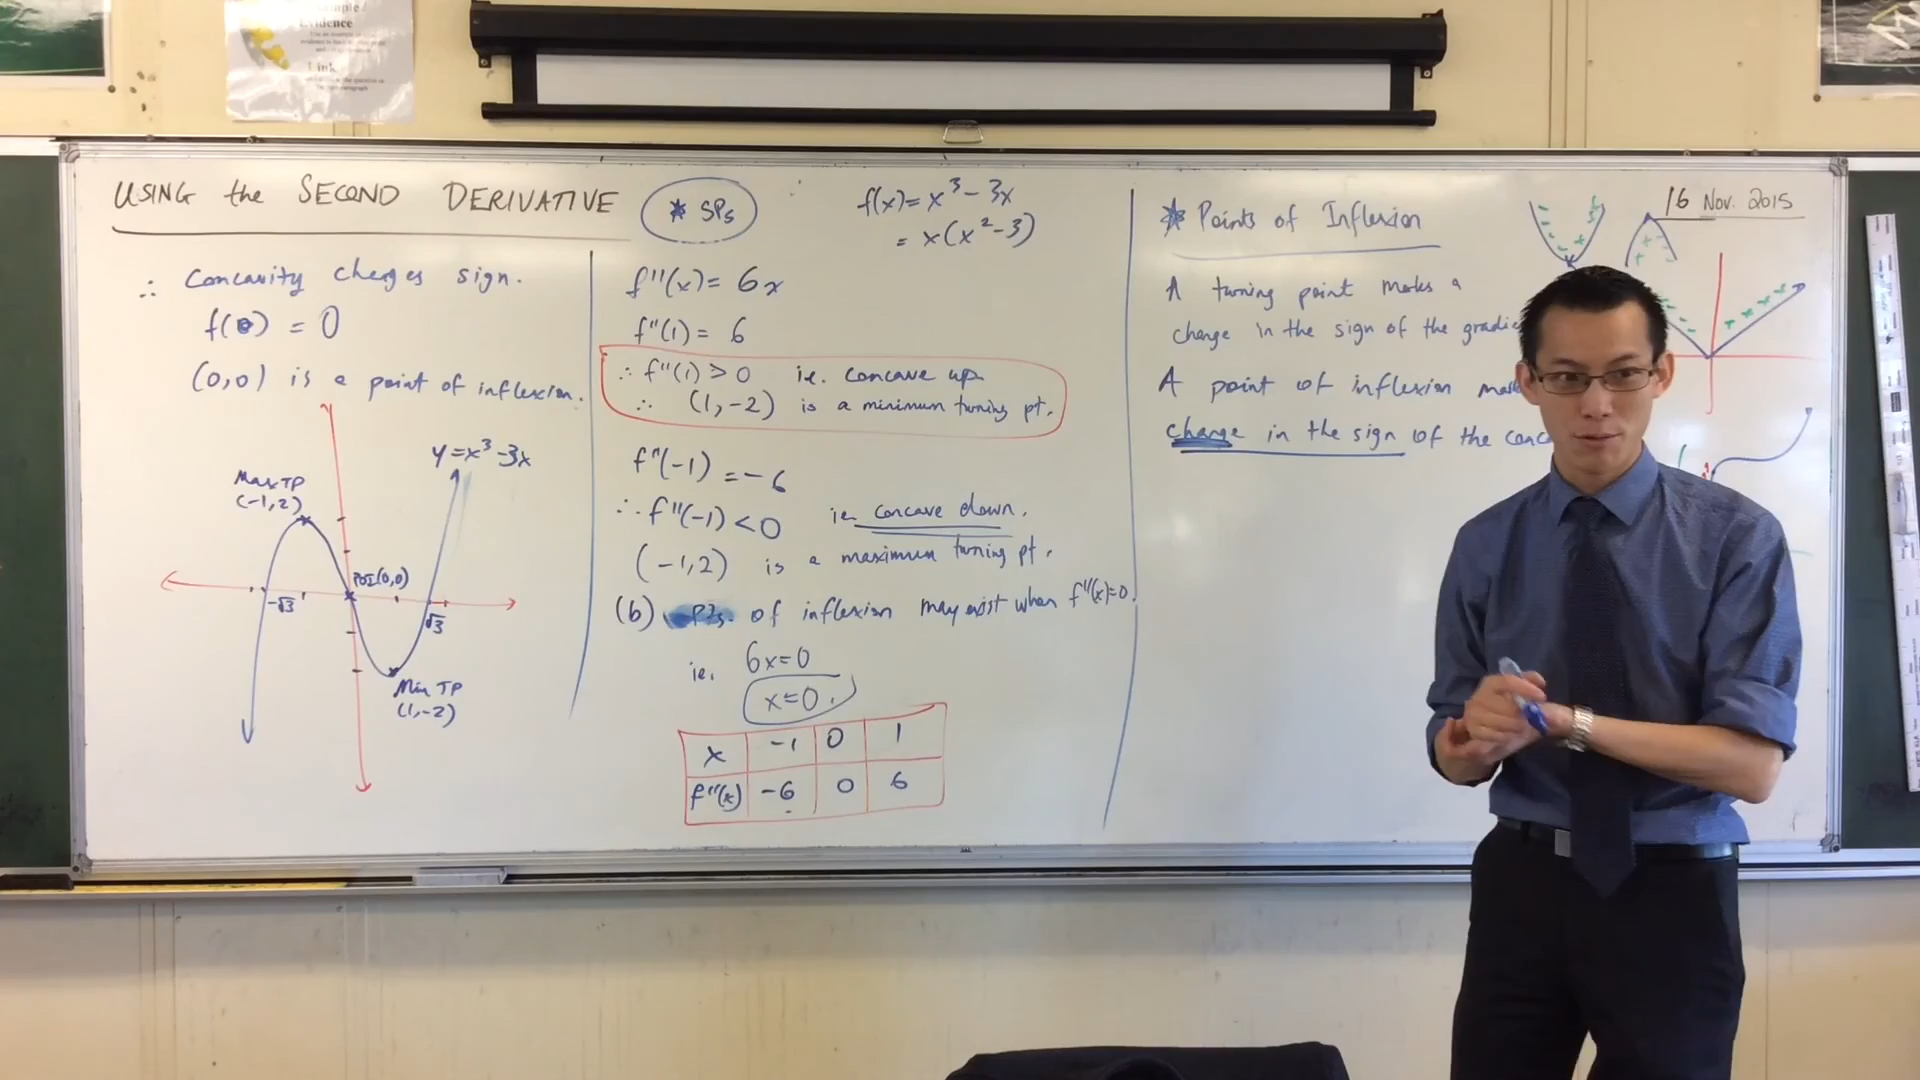 Evidence
Link
USING the SECOND DERIVATIVE
∴ Concavity changes sign.
f(0) = 0
(0,0) is a point of inflexion.
y=x³-3x
Max TP
(-1,2)
POI(0,0)
-√3
√3
Min TP
(1,-2)
* SPs
f(x)= x³- 3x
= x(x²-3)
f''(x)= 6x
f''(1)= 6
∴ f''(1) > 0 ie. concave up
∴ (1,-2) is a minimum turning pt.
f''(-1) = -6
∴ f''(-1) < 0 ie. concave down.
(-1,2) is a maximum turning pt.
(b) Pts. of inflexion may exist when f''(x)=0.
ie. 6x=0
x=0.
x -1 0 1
f''(x) -6 0 6
* Points of Inflexion
16 Nov. 2015
A turning point marks a
change in the sign of the
A point of inflexion
change in the sign of the